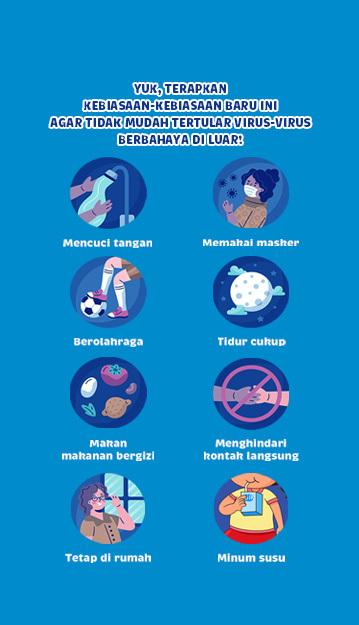 YUK, TERAPKAN
KEBIASAAN-KEBIASAAN BARU INI
AGAR TIDAK MUDAH TERTULAR VIRUS-VIRUS
BERBAHAYA DI LUAR!
Mencuci tangan
Memakai masker
Berolahraga
Tidur cukup
Makan
makanan bergizi
Menghindari
kontak langsung
Tetap di rumah
Minum susu